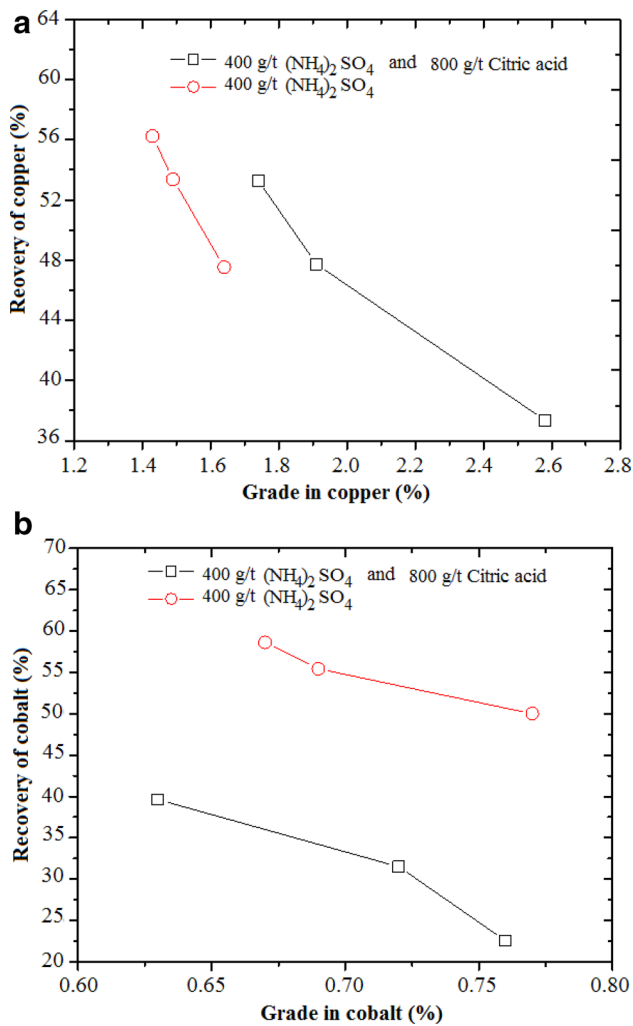 a
64
60
56
52
48
44
40
36
Reovery of copper (%)
400 g/t (NH4)2 SO4 and 800 g/t Citric acid
400 g/t (NH4)2 SO4
1.2 1.4 1.6 1.8 2.0 2.2 2.4 2.6 2.8
Grade in copper (%)
b
70
65
60
55
50
45
40
35
30
25
20
Recovery of cobalt (%)
400 g/t (NH4)2 SO4 and 800 g/t Citric acid
400 g/t (NH4)2 SO4
0.60 0.65 0.70 0.75 0.80
Grade in cobalt (%)